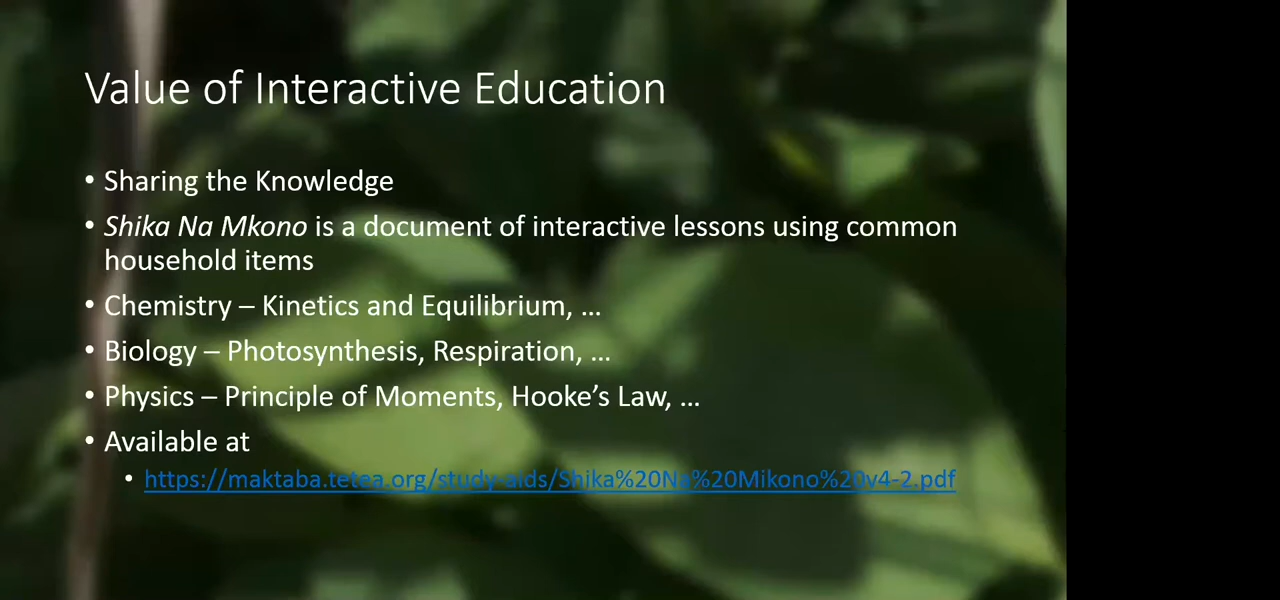 Value of Interactive Education
• Sharing the Knowledge
• Shika Na Mkono is a document of interactive lessons using common
household items
• Chemistry – Kinetics and Equilibrium, ...
• Biology – Photosynthesis, Respiration, ...
• Physics – Principle of Moments, Hooke’s Law, ...
• Available at
• https://maktaba.tetea.org/study-aids/Shika%20Na%20Mikono%20v4-2.pdf